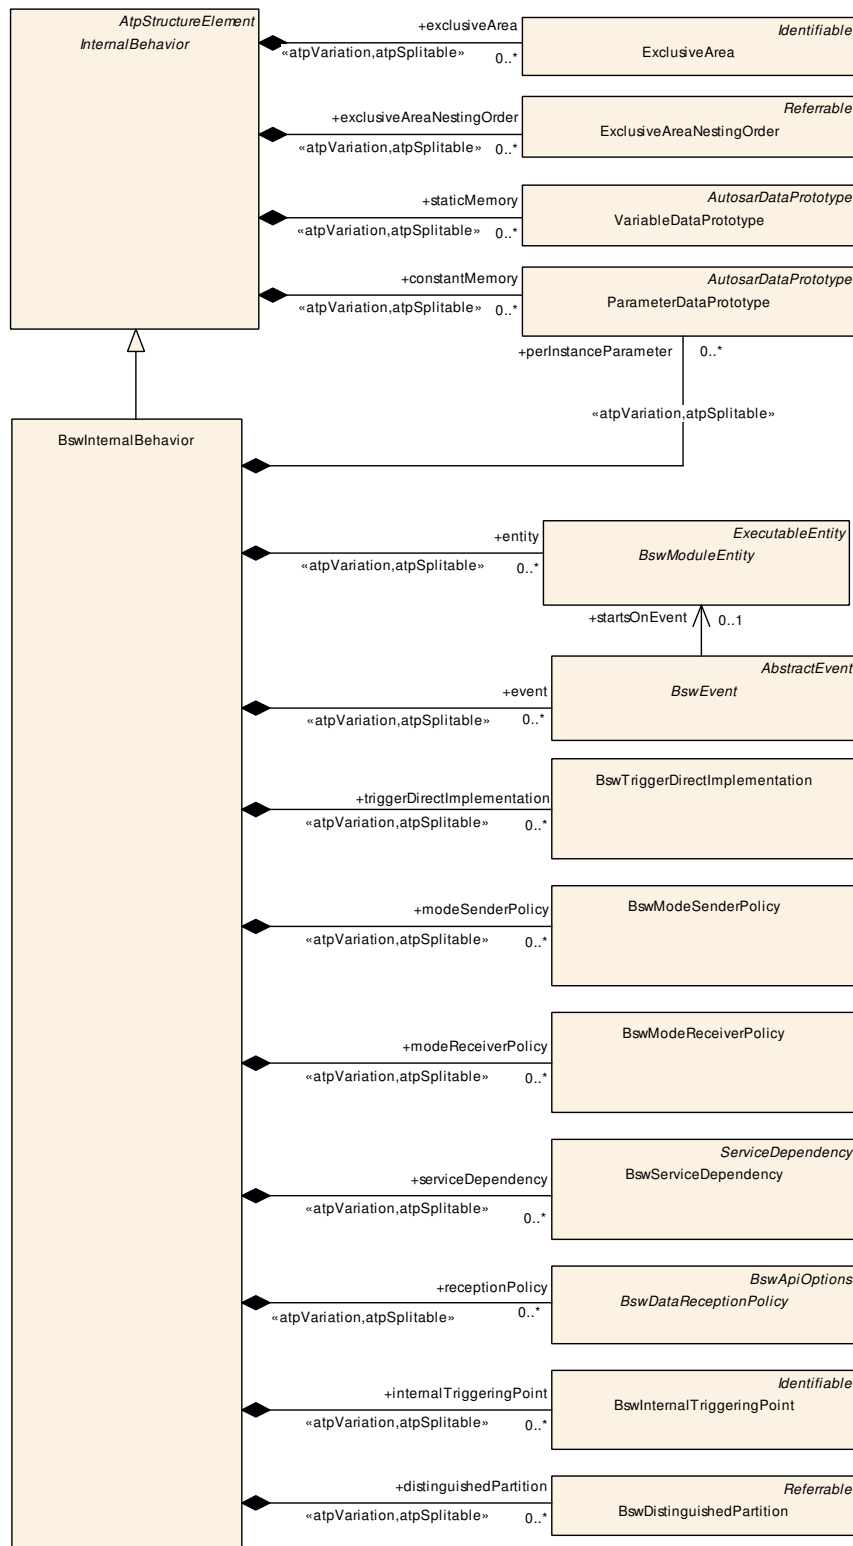 AtpStructureElement
InternalBehavior
+exclusiveArea
«atpVariation,atpSplitable»
0..*
Identifiable
ExclusiveArea
+exclusiveAreaNestingOrder
«atpVariation,atpSplitable»
0..*
Referrable
ExclusiveAreaNestingOrder
+staticMemory
«atpVariation,atpSplitable»
0..*
AutosarDataPrototype
VariableDataPrototype
+constantMemory
«atpVariation,atpSplitable»
0..*
AutosarDataPrototype
ParameterDataPrototype
+perInstanceParameter
0..*
«atpVariation,atpSplitable»
BswInternalBehavior
+entity
«atpVariation,atpSplitable»
0..*
ExecutableEntity
BswModuleEntity
+startsOnEvent
0..1
+event
«atpVariation,atpSplitable»
0..*
AbstractEvent
BswEvent
+triggerDirectImplementation
«atpVariation,atpSplitable»
0..*
BswTriggerDirectImplementation
+modeSenderPolicy
«atpVariation,atpSplitable»
0..*
BswModeSenderPolicy
+modeReceiverPolicy
«atpVariation,atpSplitable»
0..*
BswModeReceiverPolicy
+serviceDependency
«atpVariation,atpSplitable»
0..*
ServiceDependency
BswServiceDependency
+receptionPolicy
«atpVariation,atpSplitable»
0..*
BswApiOptions
BswDataReceptionPolicy
+internalTriggeringPoint
«atpVariation,atpSplitable»
0..*
Identifiable
BswInternalTriggeringPoint
+distinguishedPartition
«atpVariation,atpSplitable»
0..*
Referrable
BswDistinguishedPartition